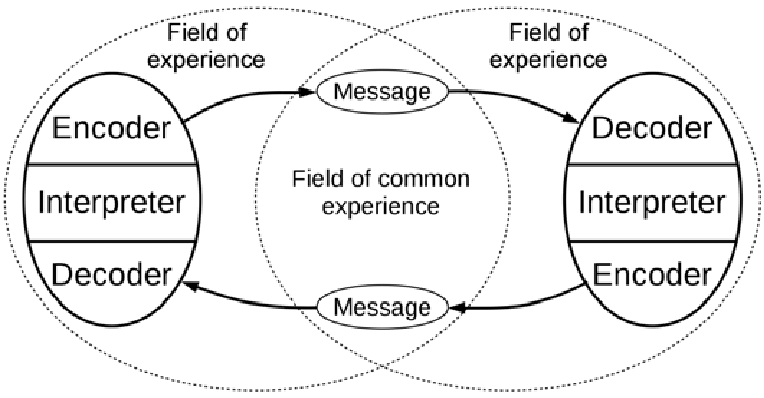 Field of
experience
Field of
experience
Message
Encoder
Interpreter
Decoder
Field of common
experience
Decoder
Interpreter
Encoder
Message